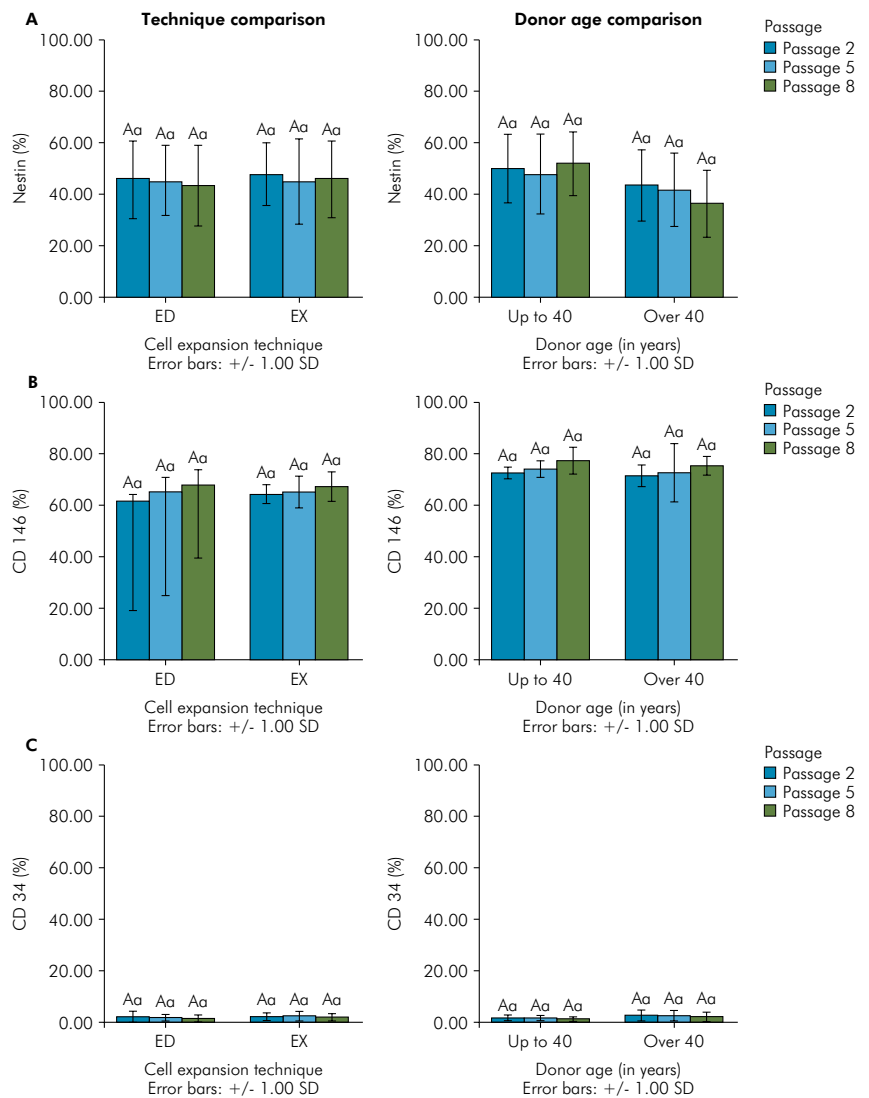 A
Technique comparison
Donor age comparison
Passage
Passage 2
Passage 5
Passage 8
Nestin (%)
100.00
80.00
60.00
40.00
20.00
0.00
Aa Aa Aa Aa Aa Aa
ED EX
Cell expansion technique
Error bars: +/- 1.00 SD
Nestin (%)
100.00
80.00
60.00
40.00
20.00
0.00
Aa Aa Aa Aa Aa Aa
Up to 40 Over 40
Donor age (in years)
Error bars: +/- 1.00 SD
B
Passage
Passage 2
Passage 5
Passage 8
CD 146 (%)
100.00
80.00
60.00
40.00
20.00
0.00
Aa Aa Aa Aa Aa Aa
ED EX
Cell expansion technique
Error bars: +/- 1.00 SD
CD 146 (%)
100.00
80.00
60.00
40.00
20.00
0.00
Aa Aa Aa Aa Aa Aa
Up to 40 Over 40
Donor age (in years)
Error bars: +/- 1.00 SD
C
Passage
Passage 2
Passage 5
Passage 8
CD 34 (%)
100.00
80.00
60.00
40.00
20.00
0.00
Aa Aa Aa Aa Aa Aa
ED EX
Cell expansion technique
Error bars: +/- 1.00 SD
CD 34 (%)
100.00
80.00
60.00
40.00
20.00
0.00
Aa Aa Aa Aa Aa Aa
Up to 40 Over 40
Donor age (in years)
Error bars: +/- 1.00 SD